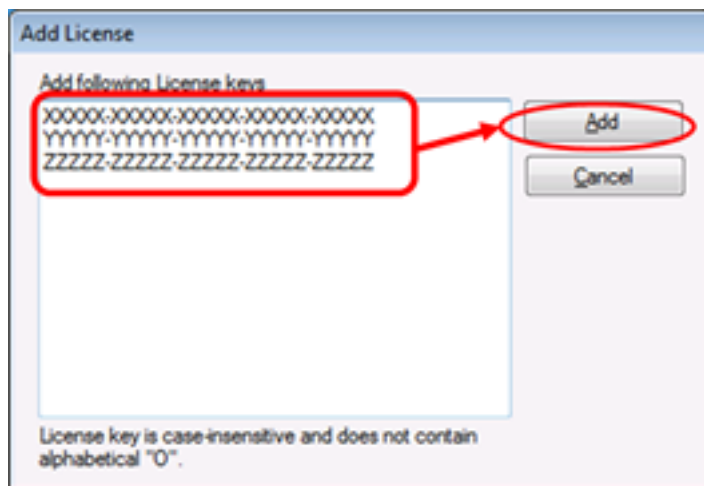 Add License
Add following License keys
XXXXX-XXXXX-XXXXX-XXXXX-XXXXX
YYYYY-YYYYY-YYYYY-YYYYY-YYYYY
ZZZZZ-ZZZZZ-ZZZZZ-ZZZZZ-ZZZZZ
Add
Cancel
License key is case-insensitive and does not contain
alphabetical "O".